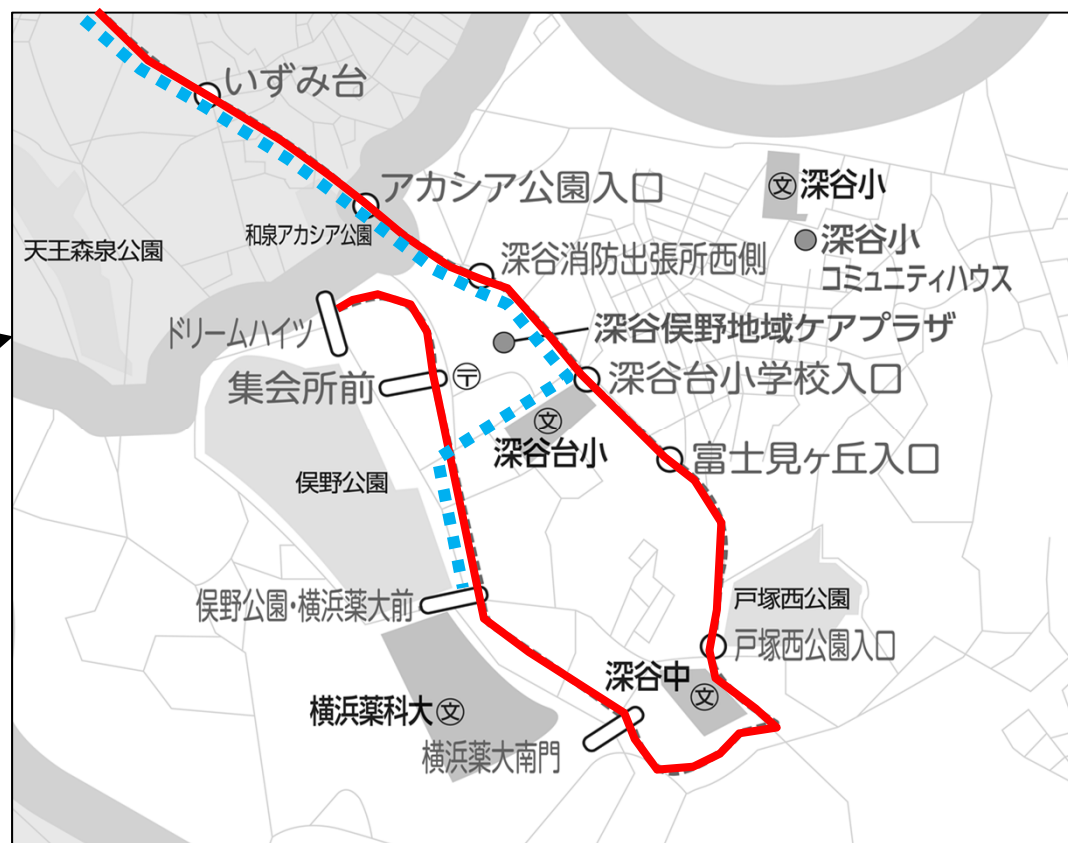 いずみ台
アカシア公園入口
和泉アカシア公園
天王森泉公園
文 深谷小
深谷小
コミュニティハウス
深谷消防出張所西側
ドリームハイツ
深谷俣野地域ケアプラザ
集会所前
〒
深谷台小学校入口
文
深谷台小
富士見ヶ丘入口
俣野公園
俣野公園・横浜薬大前
戸塚西公園
戸塚西公園入口
深谷中 文
横浜薬科大 文
横浜薬大南門